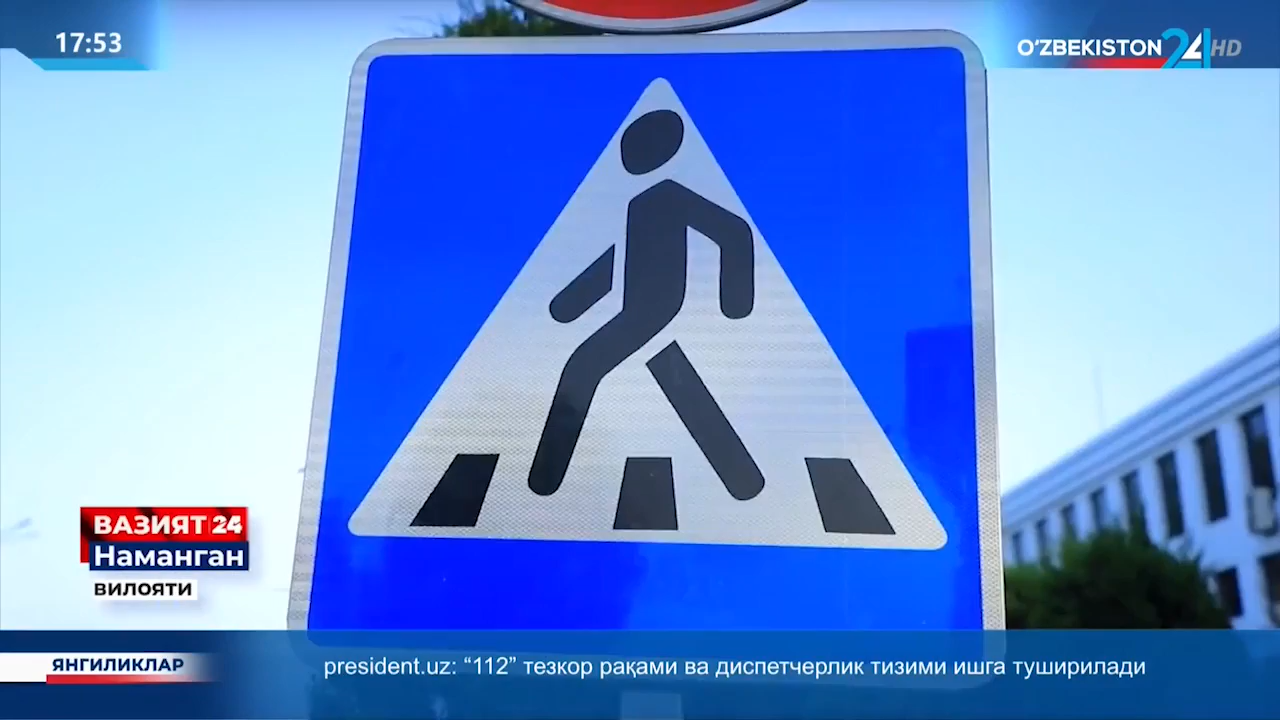 17:53
O‘ZBEKISTON 24 HD
ВАЗИЯТ 24
Наманган
ВИЛОЯТИ
ЯНГИЛИКЛАР
president.uz: “112” тезкор рақами ва диспетчерлик тизими ишга туширилади